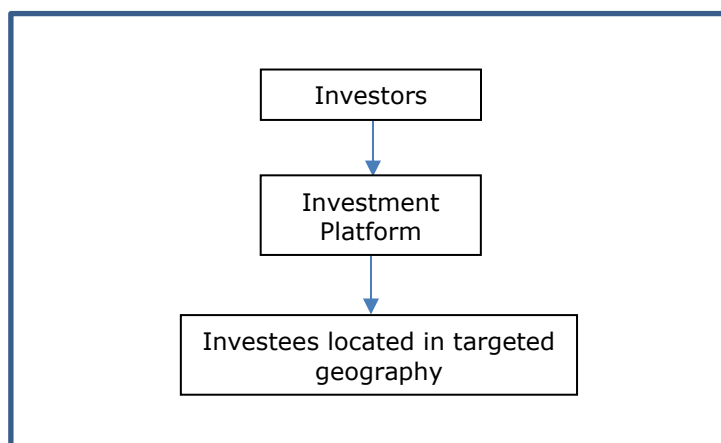 Investors
Investment
Platform
Investees located in targeted
geography